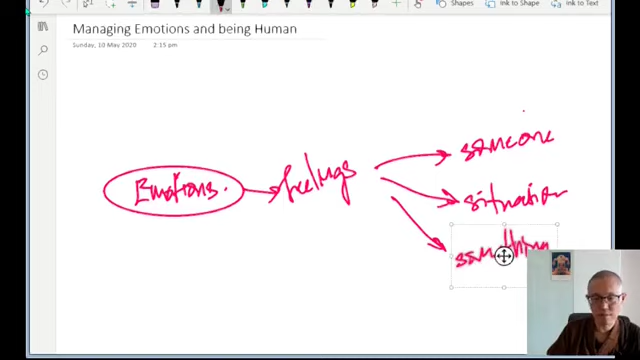 Shapes Ink to Shape Ink to Text
Managing Emotions and being Human
Sunday, 10 May 2020 2:15 pm
Emotions.
feelings
someone
situation
something